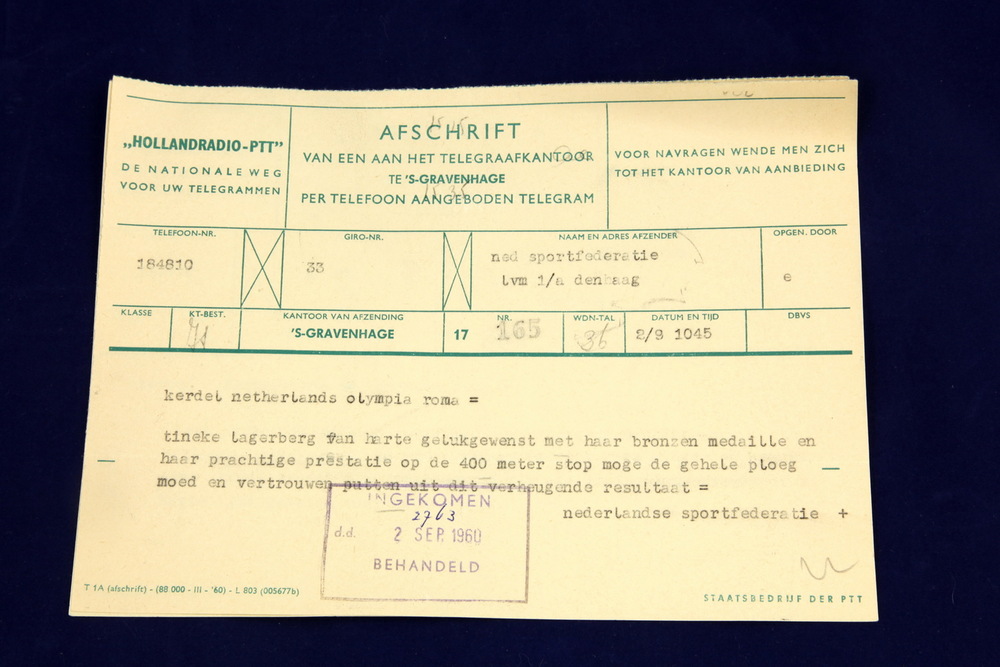 „HOLLANDRADIO-PTT”
DE NATIONALE WEG
VOOR UW TELEGRAMMEN
AFSCHRIFT
VAN EEN AAN HET TELEGRAAFKANTOOR
TE 'S-GRAVENHAGE
PER TELEFOON AANGEBODEN TELEGRAM
VOOR NAVRAGEN WENDE MEN ZICH
TOT HET KANTOOR VAN AANBIEDING
TELEFOON-NR.
184810
GIRO-NR.
33
NAAM EN ADRES AFZENDER
ned sportfederatie
lvm 1/a denhaag
OPGEN. DOOR
e
KLASSE
KT-BEST.
KANTOOR VAN AFZENDING
'S-GRAVENHAGE
17
NR.
165
WDN-TAL
36
DATUM EN TIJD
2/9 1045
DBVS
kerdel netherlands olympia roma =
tineke lagerberg van harte gelukgewenst met haar bronzen medaille en
haar prachtige prestatie op de 400 meter stop moge de gehele ploeg
moed en vertrouwen putten uit dit verheugende resultaat =
nederlandse sportfederatie +
INGEKOMEN
2763
d.d. 2 SEP. 1960
BEHANDELD
T 1A (afschrift) - (88 000 - III - '60) - L 803 (005677b)
STAATSBEDRIJF DER PTT